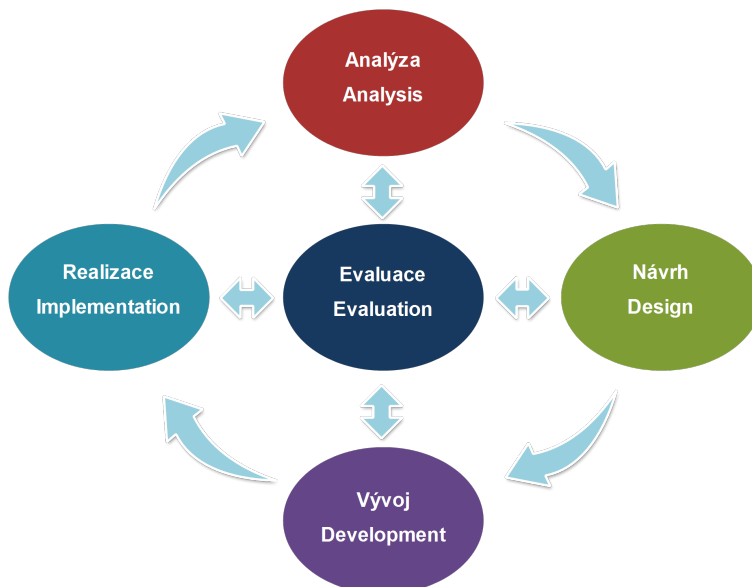 Analýza
Analysis
Realizace
Implementation
Evaluace
Evaluation
Návrh
Design
Vývoj
Development